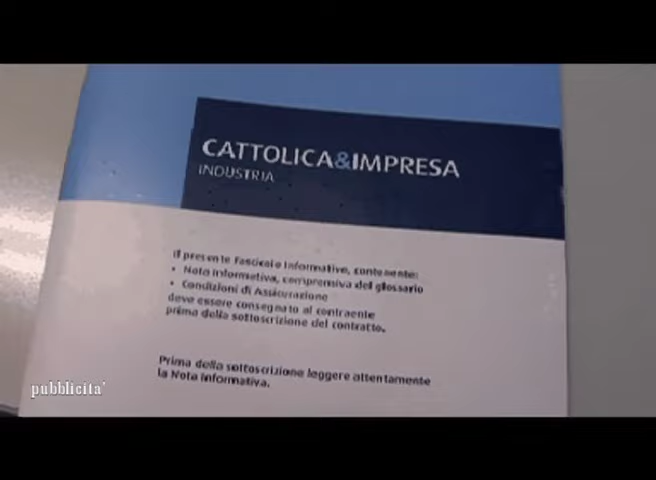 CATTOLICA&IMPRESA
INDUSTRIA
Il presente Fascicolo Informativo, contenente:
• Nota Informativa, comprensiva del glossario
• Condizioni di Assicurazione
deve essere consegnato al contraente
prima della sottoscrizione del contratto.
Prima della sottoscrizione leggere attentamente
la Nota Informativa.
pubblicita'